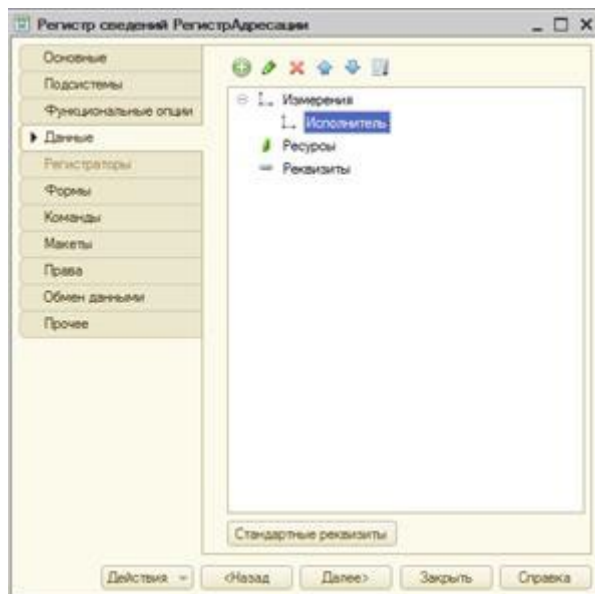 Регистр сведений РегистрАдресации
Основные
Подсистемы
Функциональные опции
Данные
Регистраторы
Формы
Команды
Макеты
Права
Обмен данными
Прочее
Измерения
Исполнитель
Ресурсы
Реквизиты
Стандартные реквизиты
Действия
<Назад
Далее>
Закрыть
Справка